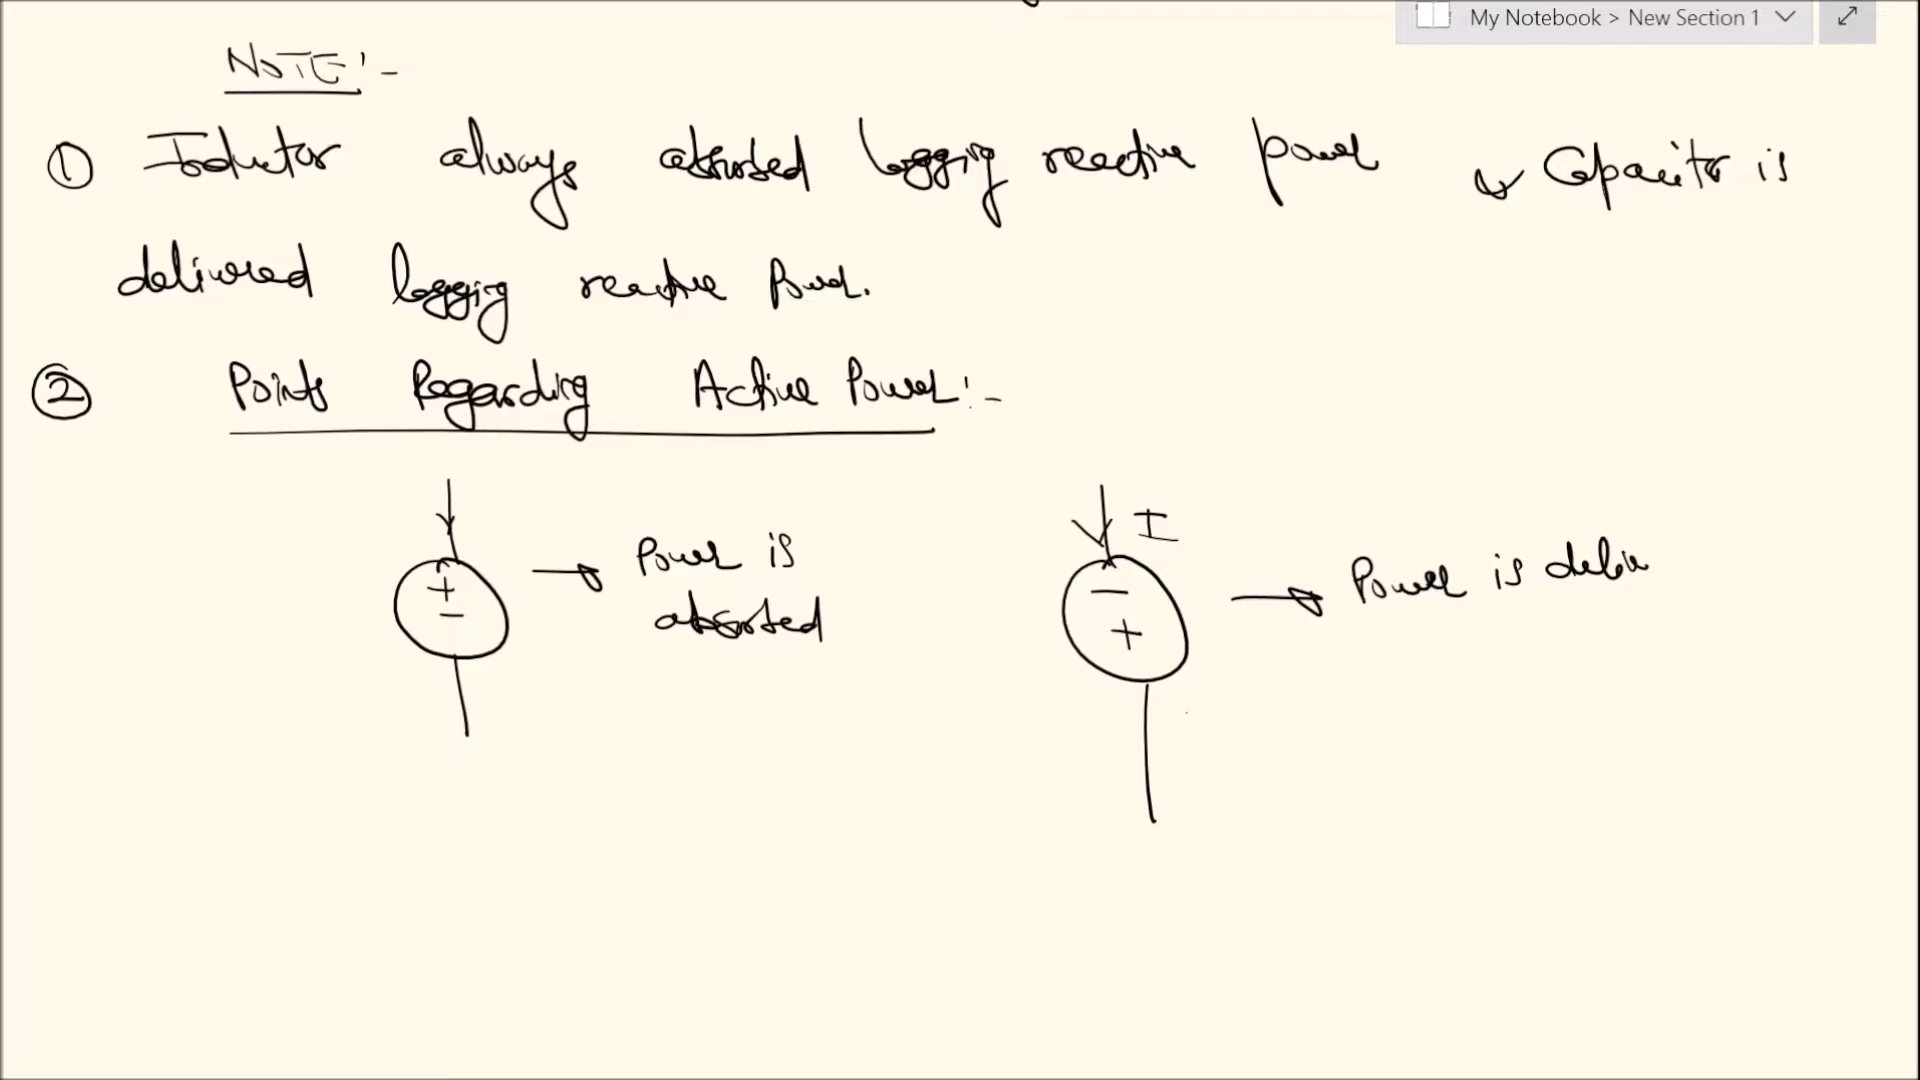 My Notebook > New Section 1
NOTE:-
① Inductor always absorbed lagging reactive power & Capacitor is
delivered lagging reactive Power.
② Points Regarding Active Power:-
+
-
Power is
absorbed
I
-
+
Power is delive